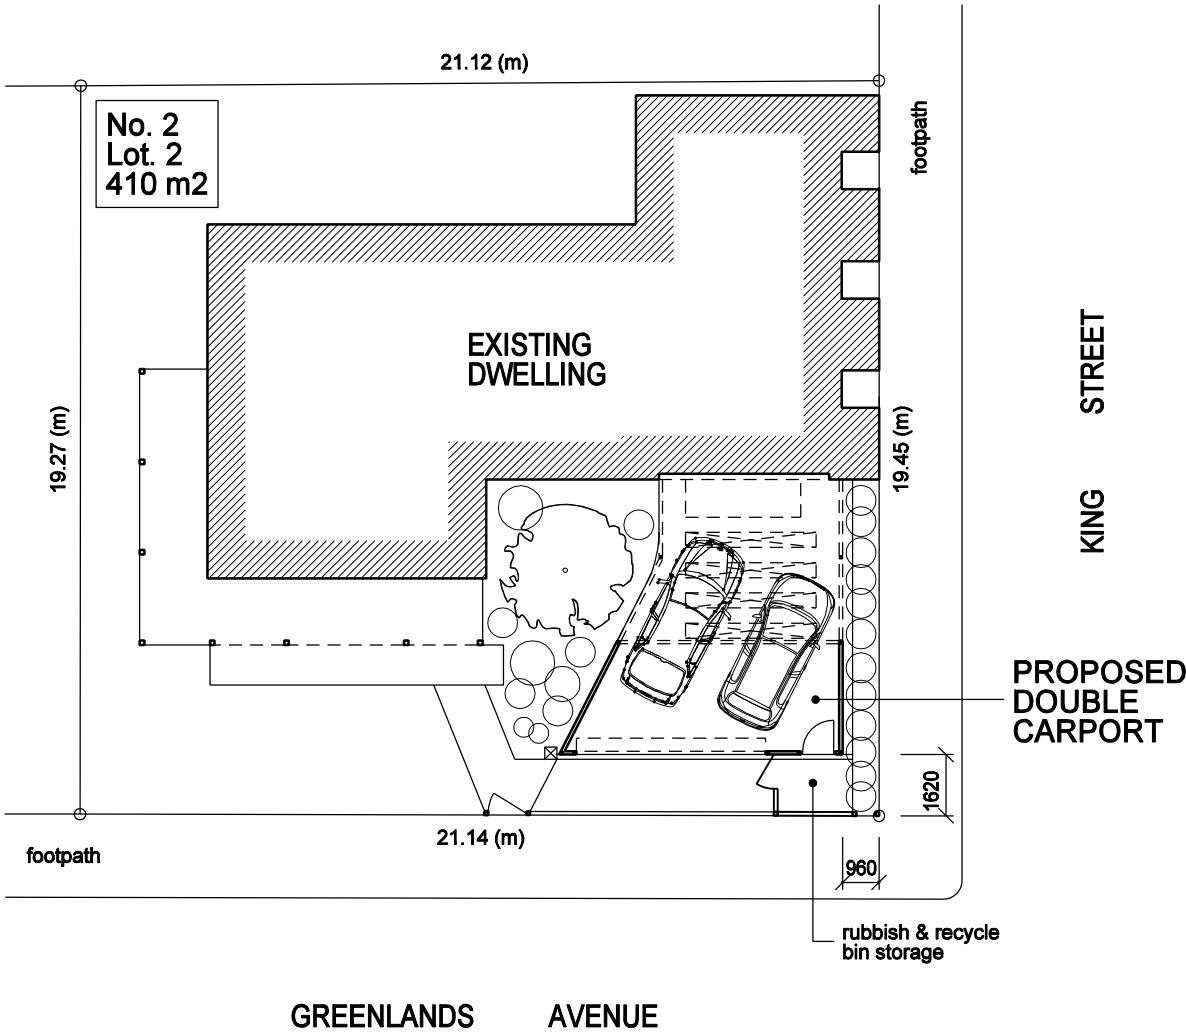 21.12 (m)
No. 2
Lot. 2
410 m2
footpath
EXISTING
DWELLING
19.27 (m)
19.45 (m)
KING STREET
PROPOSED
DOUBLE
CARPORT
1620
21.14 (m)
footpath
960
rubbish & recycle
bin storage
GREENLANDS AVENUE